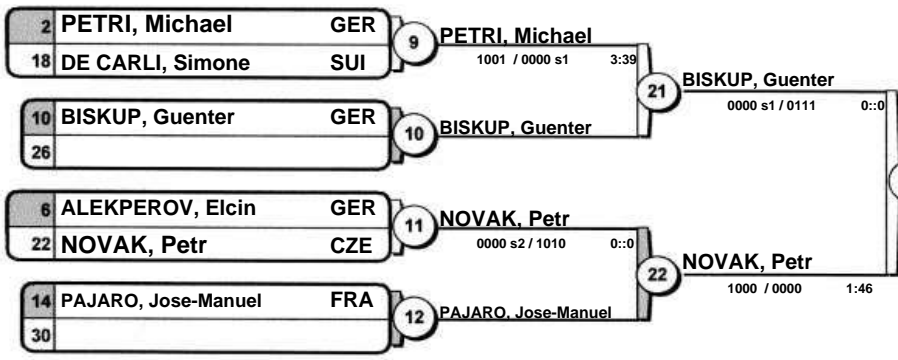 2 PETRI, Michael GER
18 DE CARLI, Simone SUI
9
PETRI, Michael
1001 / 0000 s1 3:39
10 BISKUP, Guenter GER
26
10
BISKUP, Guenter
21
BISKUP, Guenter
0000 s1 / 0111 0::0
6 ALEKPEROV, Elcin GER
22 NOVAK, Petr CZE
11
NOVAK, Petr
0000 s2 / 1010 0::0
14 PAJARO, Jose-Manuel FRA
30
12
PAJARO, Jose-Manuel
22
NOVAK, Petr
1000 / 0000 1:46